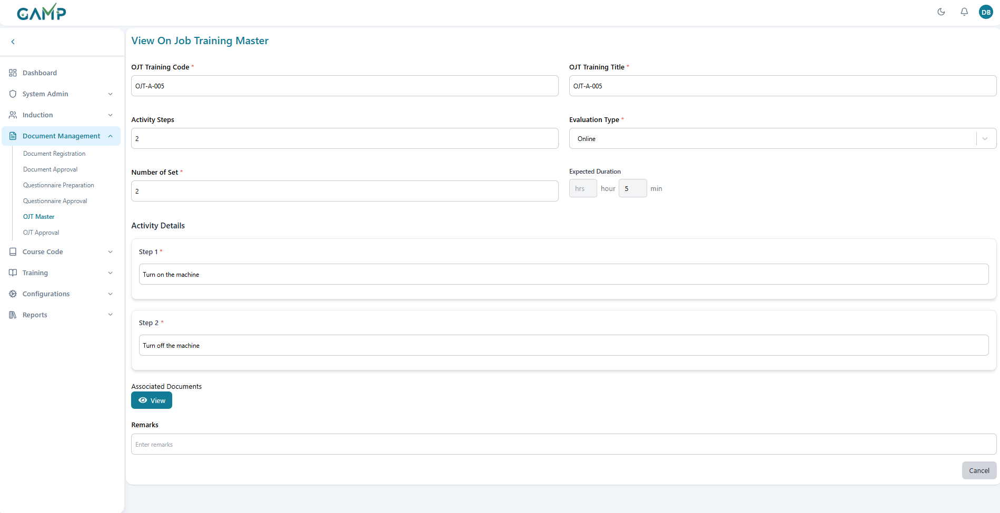 GAMP
DB
View On Job Training Master
Dashboard
System Admin
Induction
Document Management
Document Registration
Document Approval
Questionnaire Preparation
Questionnaire Approval
OJT Master
OJT Approval
Course Code
Training
Configurations
Reports
OJT Training Code *
OJT-A-005
OJT Training Title *
OJT-A-005
Activity Steps
2
Evaluation Type *
Online
Number of Set *
2
Expected Duration
hrs hour 5 min
Activity Details
Step 1 *
Turn on the machine
Step 2 *
Turn off the machine
Associated Documents
View
Remarks
Enter remarks
Cancel